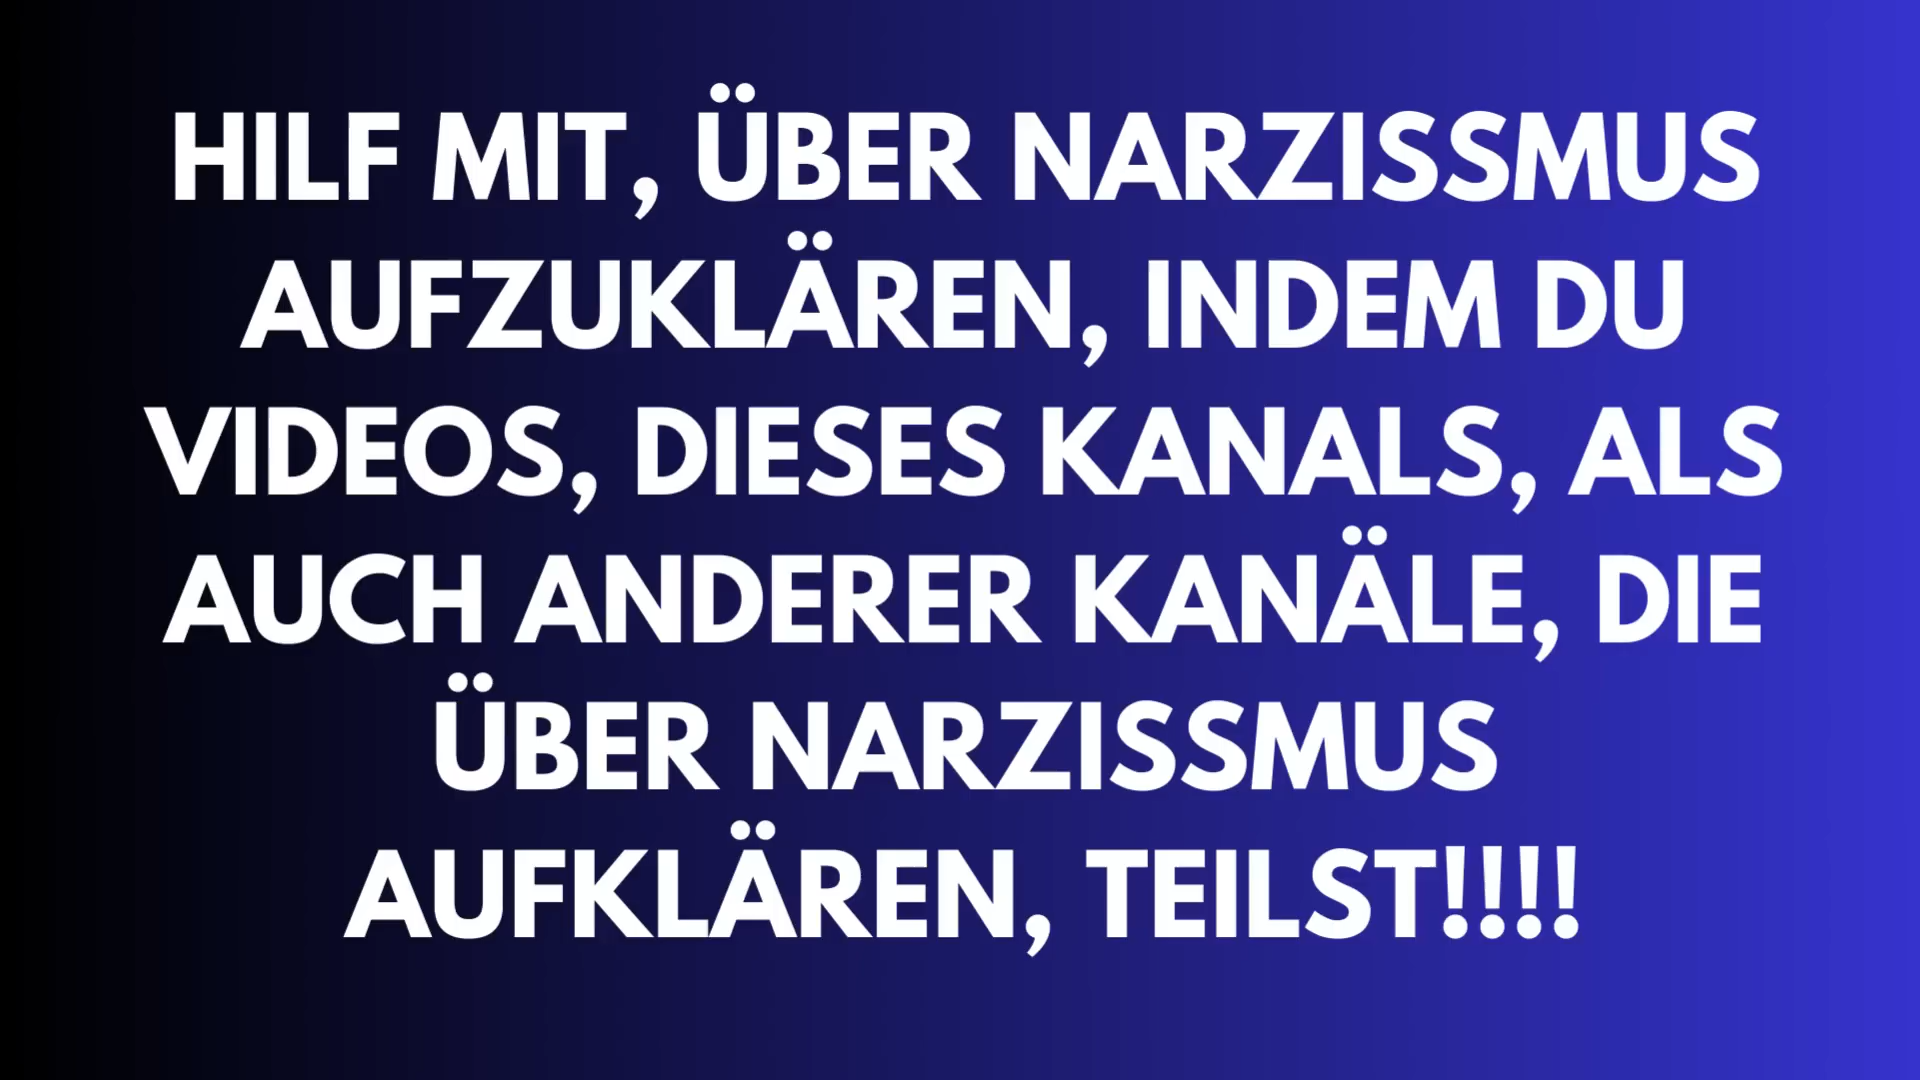 HILF MIT, ÜBER NARZISSMUS
AUFZUKLÄREN, INDEM DU
VIDEOS, DIESES KANALS, ALS
AUCH ANDERER KANÄLE, DIE
ÜBER NARZISSMUS
AUFKLÄREN, TEILST!!!!